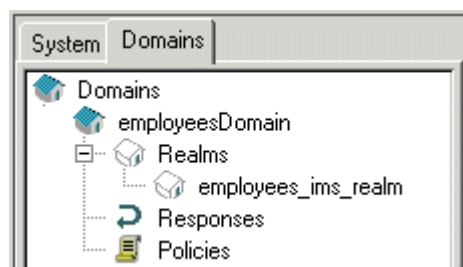 System Domains
Domains
employeesDomain
Realms
employees_ims_realm
Responses
Policies